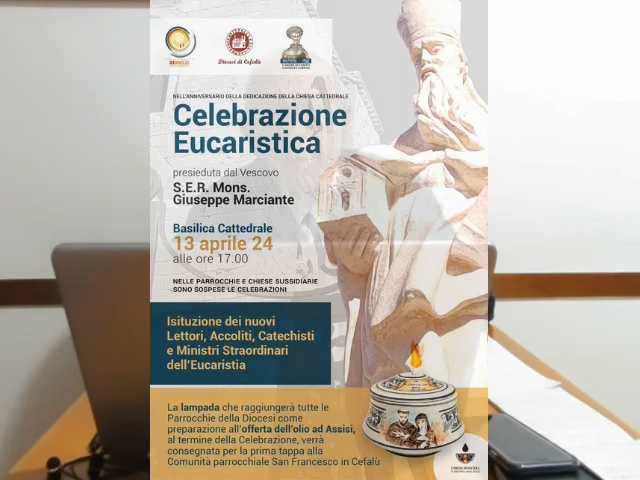 Diocesi di Cefalù
NELL'ANNIVERSARIO DELLA DEDICAZIONE DELLA CHIESA CATTEDRALE
Celebrazione
Eucaristica
presieduta dal Vescovo
S.E.R. Mons.
Giuseppe Marciante
Basilica Cattedrale
13 aprile 24
alle ore 17.00
NELLE PARROCCHIE E CHIESE SUSSIDIARIE
SONO SOSPESE LE CELEBRAZIONI
Isituzione dei nuovi
Lettori, Accoliti, Catechisti
e Ministri Straordinari
dell'Eucaristia
La lampada che raggiungerà tutte le
Parrocchie della Diocesi come
preparazione all'offerta dell'olio ad Assisi,
al termine della Celebrazione, verrà
consegnata per la prima tappa alla
Comunità parrocchiale San Francesco in Cefalù